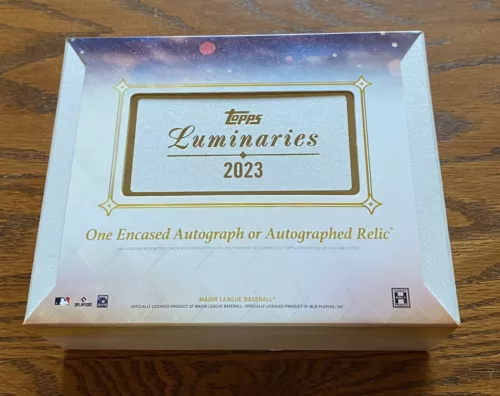 Topps
Luminaries
2023
One Encased Autograph or Autographed Relic*
MAJOR LEAGUE BASEBALL
OFFICIALLY LICENSED PRODUCT OF MAJOR LEAGUE BASEBALL. OFFICIALLY LICENSED PRODUCT OF MLB PLAYERS, INC.
PLAYERS
H